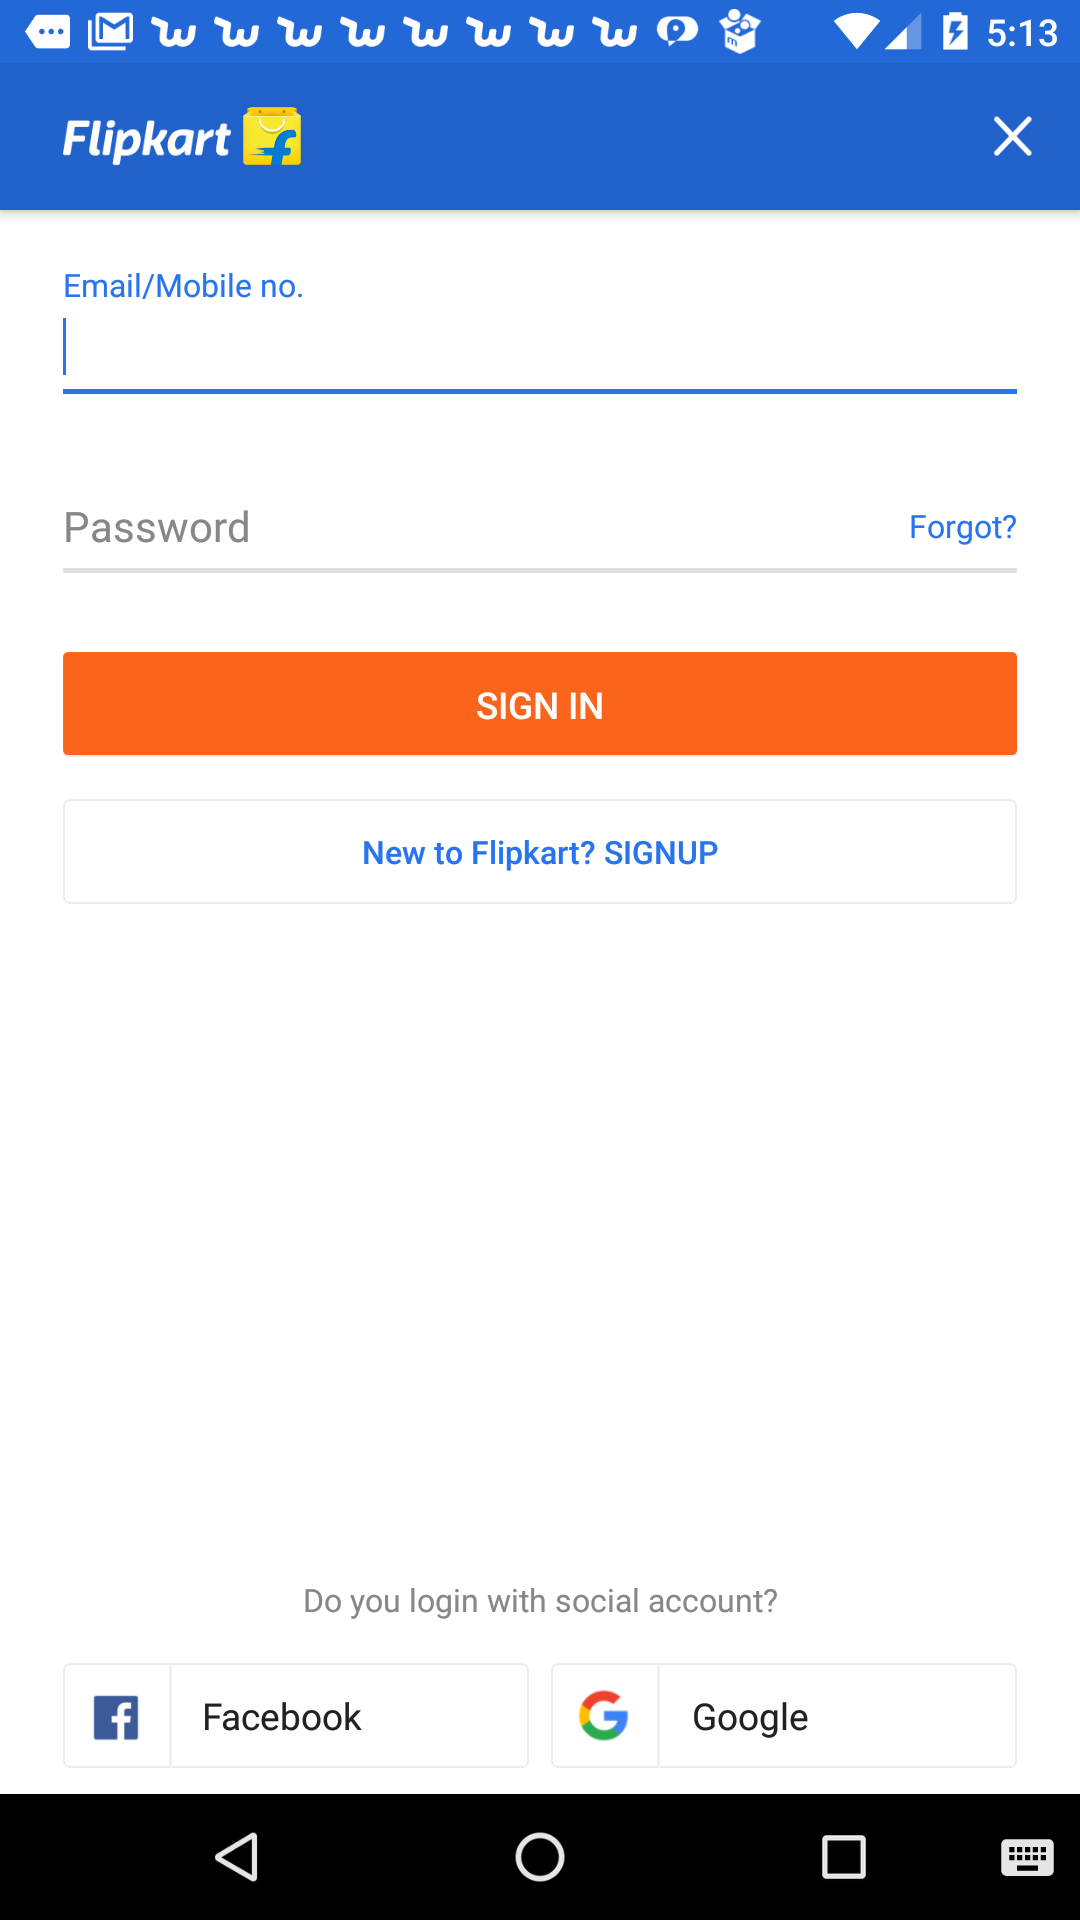 5:13
Flipkart
Email/Mobile no.
Password
Forgot?
SIGN IN
New to Flipkart? SIGNUP
Do you login with social account?
Facebook
Google